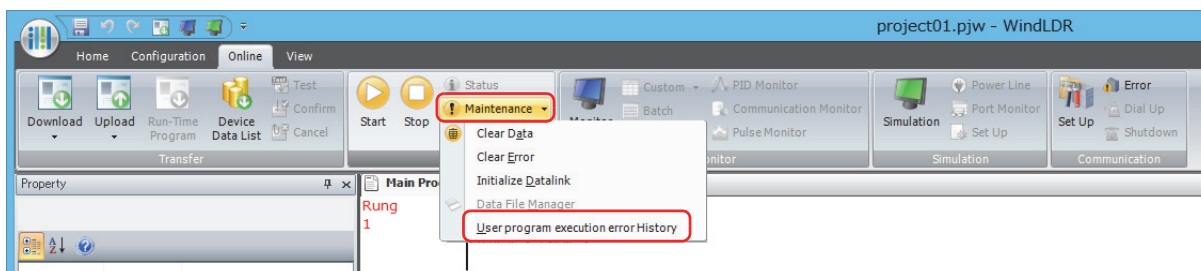 project01.pjw - WindLDR
Home Configuration Online View
Download Upload Run-Time Program Device Data List Test Confirm Cancel
Transfer
Start Stop Status Maintenance
Custom PID Monitor
Batch Communication Monitor
Pulse Monitor
Simulation Power Line Port Monitor Set Up
Simulation
Set Up Error Dial Up Shutdown
Communication
Clear Data
Clear Error
Initialize Datalink
Data File Manager
User program execution error History
Property
Rung
1